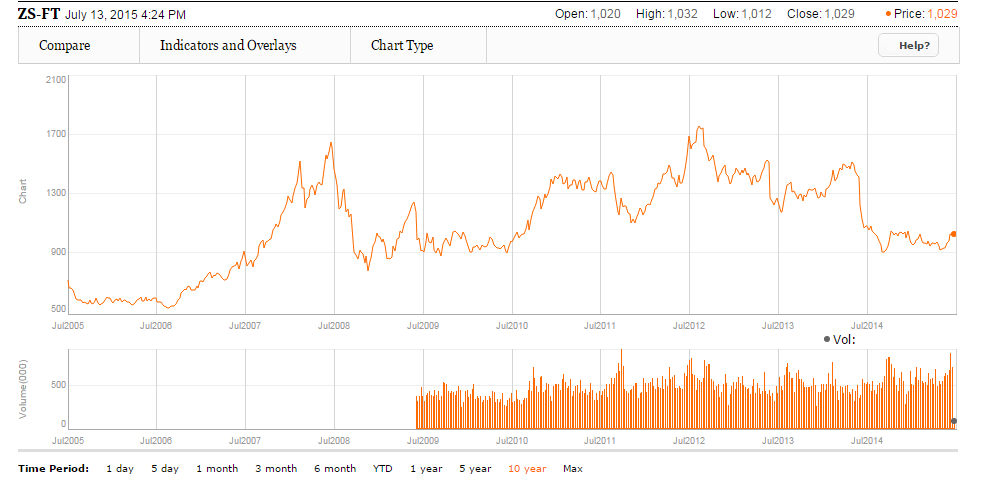 ZS-FT July 13, 2015 4:24 PM Open: 1,020 High: 1,032 Low: 1,012 Close: 1,029 Price: 1,029
Compare Indicators and Overlays Chart Type Help?
2100
1700
1300
900
500
Chart
Jul2005 Jul2006 Jul2007 Jul2008 Jul2009 Jul2010 Jul2011 Jul2012 Jul2013 Jul2014
Vol:
500
0
Volume(000)
Jul2005 Jul2006 Jul2007 Jul2008 Jul2009 Jul2010 Jul2011 Jul2012 Jul2013 Jul2014
Time Period: 1 day 5 day 1 month 3 month 6 month YTD 1 year 5 year 10 year Max